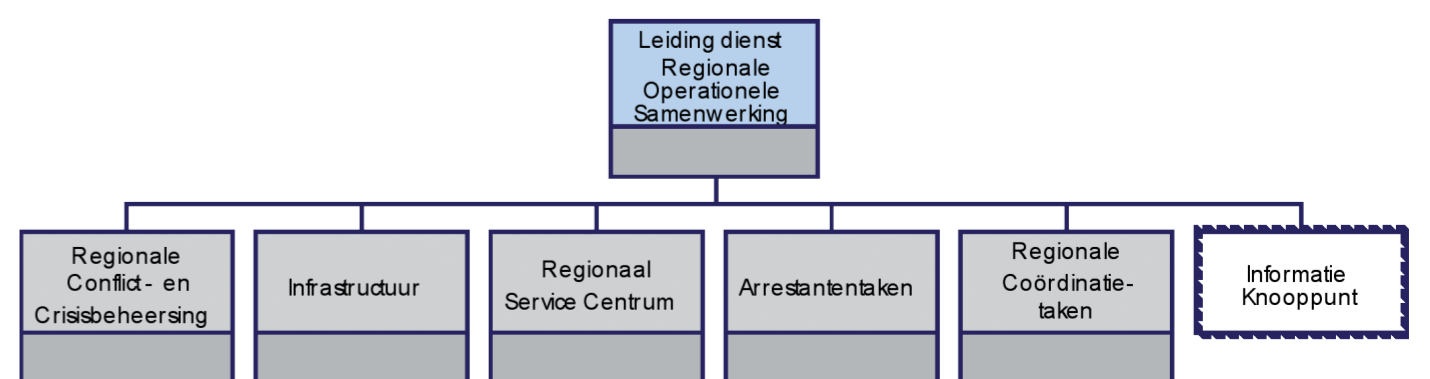 Leiding dienst
Regionale
Operationele
Samenwerking
Regionale
Conflict- en
Crisisbeheersing
Infrastructuur
Regionaal
Service Centrum
Arrestantentaken
Regionale
Coördinatie-
taken
Informatie
Knooppunt